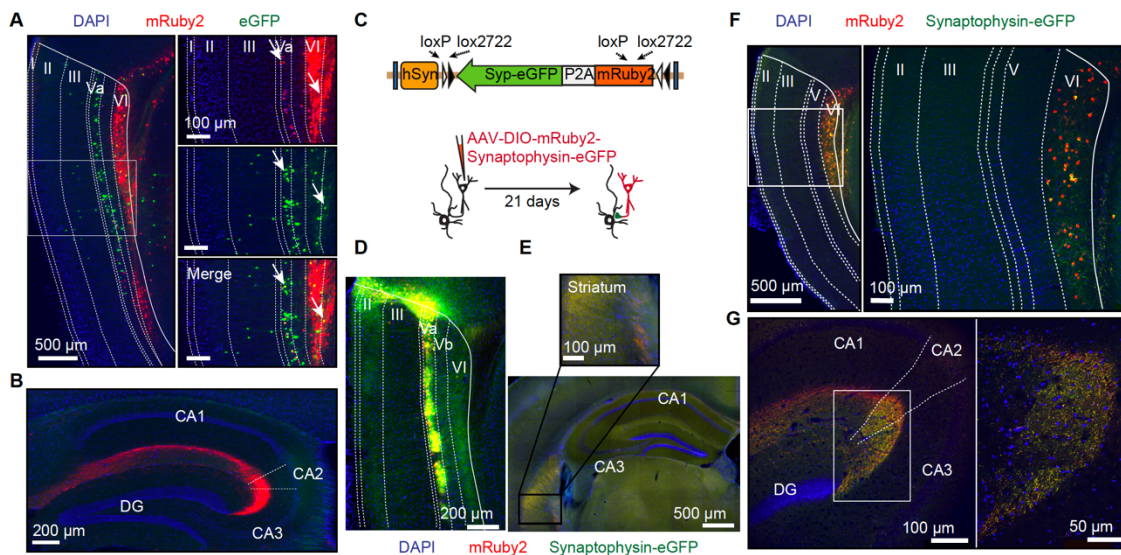 A
DAPI mRuby2 eGFP
I
II
III
Va
VI
500 µm
I II III Va VI
100 µm
Merge
B
CA1
CA2
DG
CA3
200 µm
C
loxP lox2722 loxP lox2722
hSyn Syp-eGFP P2A mRuby2
AAV-DIO-mRuby2-
Synaptophysin-eGFP
21 days
D
II
III
Va
Vb
VI
200 µm
E
Striatum
100 µm
CA1
CA3
500 µm
DAPI mRuby2 Synaptophysin-eGFP
F
DAPI mRuby2 Synaptophysin-eGFP
II
III
V
VI
500 µm
II III V VI
100 µm
G
CA1
CA2
CA3
DG
100 µm
50 µm